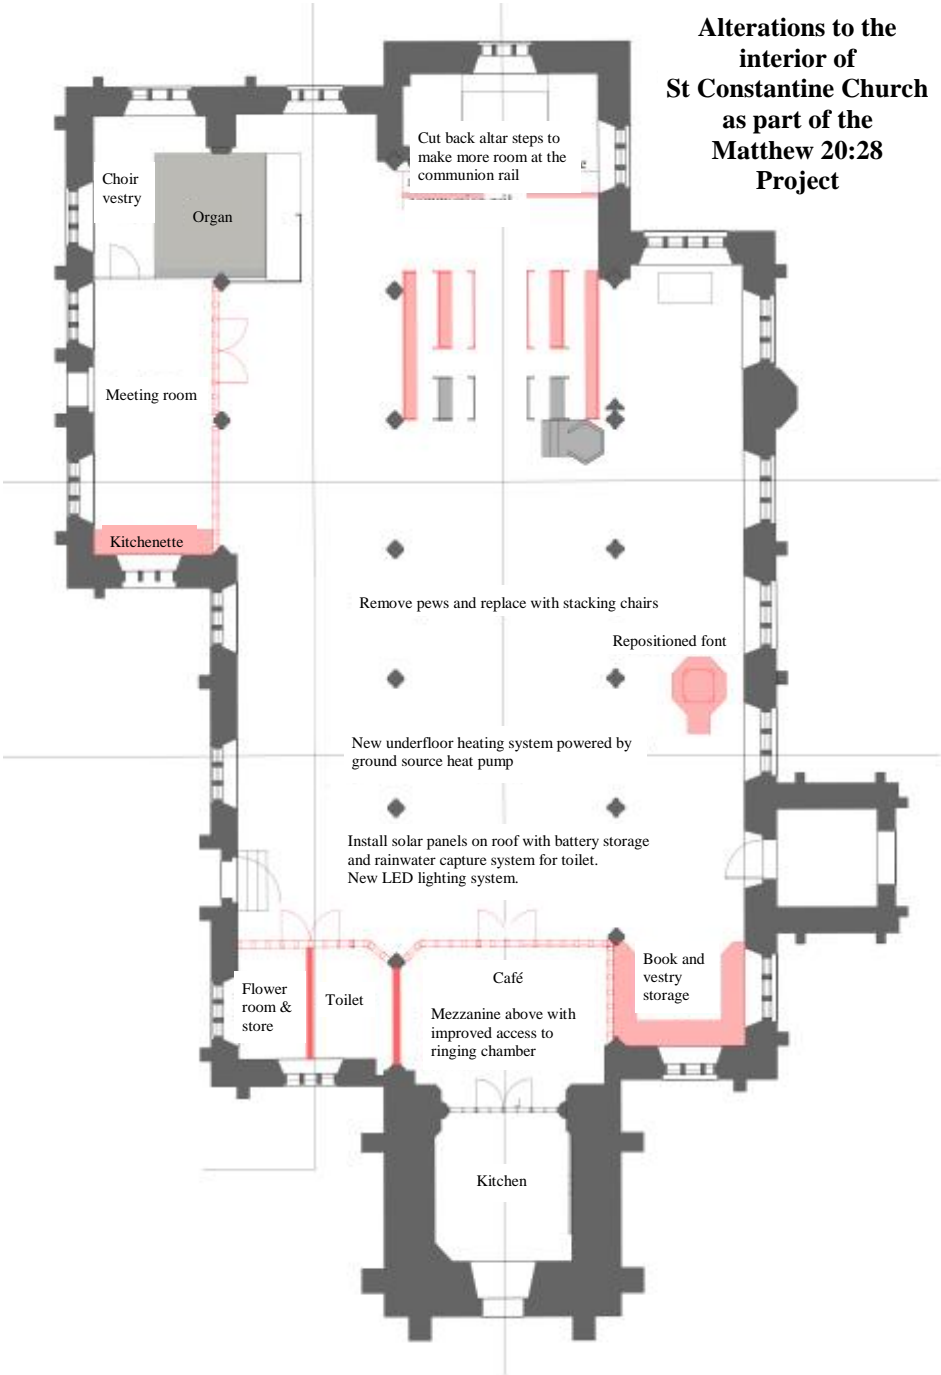 Alterations to the
interior of
St Constantine Church
as part of the
Matthew 20:28
Project
Cut back altar steps to
make more room at the
communion rail
Choir
vestry
Organ
Meeting room
Kitchenette
Remove pews and replace with stacking chairs
Repositioned font
New underfloor heating system powered by
ground source heat pump
Install solar panels on roof with battery storage
and rainwater capture system for toilet.
New LED lighting system.
Flower
room &
store
Toilet
Café
Mezzanine above with
improved access to
ringing chamber
Book and
vestry
storage
Kitchen